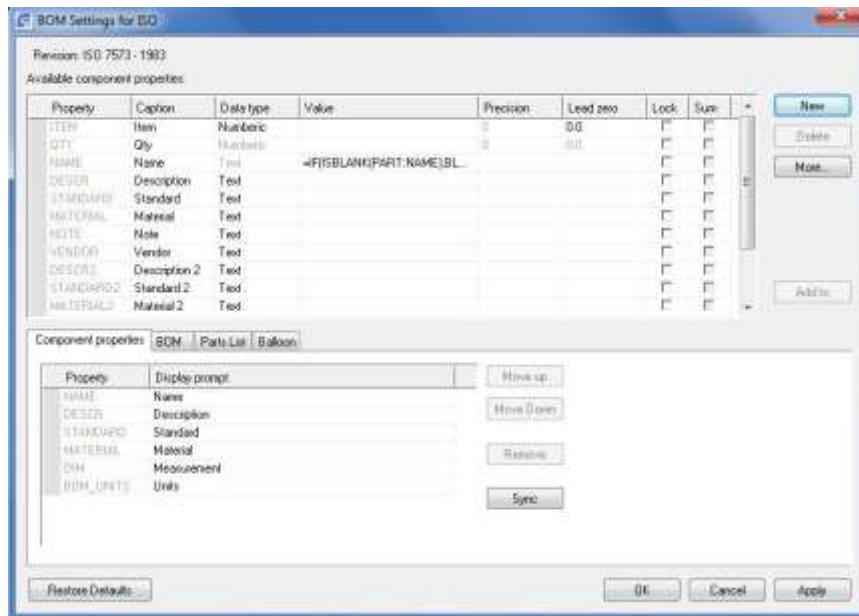 BOM Settings for ISO
Revision: ISO 7573 - 1983
Available component properties:
Property Caption Data type Value Precision Lead zero Lock Sum
ITEM Item Numberic 0 0.0
QTY Qty Numberic 0 0.0
NAME Name Text =IF(ISBLANK(PART:NAME);BL...
DESCR Description Text
STANDARD Standard Text
MATERIAL Material Text
NOTE Note Text
VENDOR Vendor Text
DESCR2 Description 2 Text
STANDARD2 Standard 2 Text
MATERIAL2 Material 2 Text
New
Delete
More...
Add to
Component properties BOM Parts List Balloon
Property Display prompt
NAME Name
DESCR Description
STANDARD Standard
MATERIAL Material
DIM Measurement
BOM_UNITS Units
Move up
Move Down
Remove
Sync
Restore Defaults OK Cancel Apply